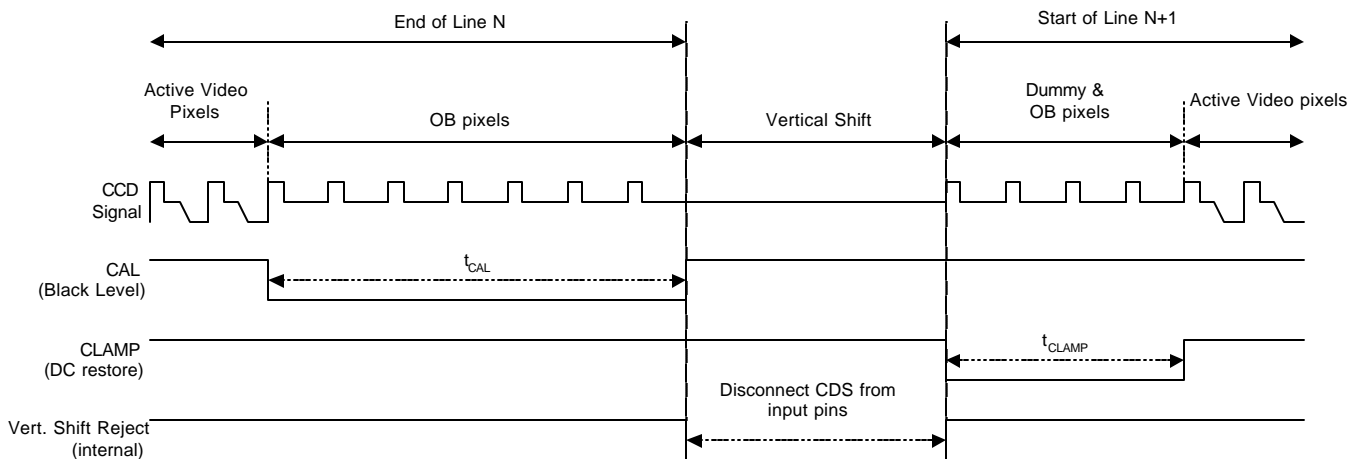 End of Line N
Start of Line N+1
Active Video
Pixels
OB pixels
Vertical Shift
Dummy &
OB pixels
Active Video pixels
CCD
Signal
CAL
(Black Level)
tCAL
CLAMP
(DC restore)
tCLAMP
Disconnect CDS from
input pins
Vert. Shift Reject
(internal)